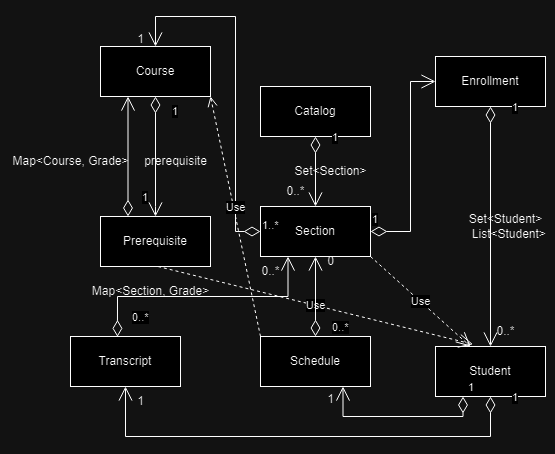 1
Course
Enrollment
1
1
Catalog
1
Map<Course, Grade>
prerequisite
Set<Section>
1
0..*
Use
1..*
Section
1
Set<Student>
List<Student>
Prerequisite
0..*
0
Map<Section, Grade>
Use
Use
0..*
0..*
0..*
Transcript
Schedule
Student
1
1
1
1